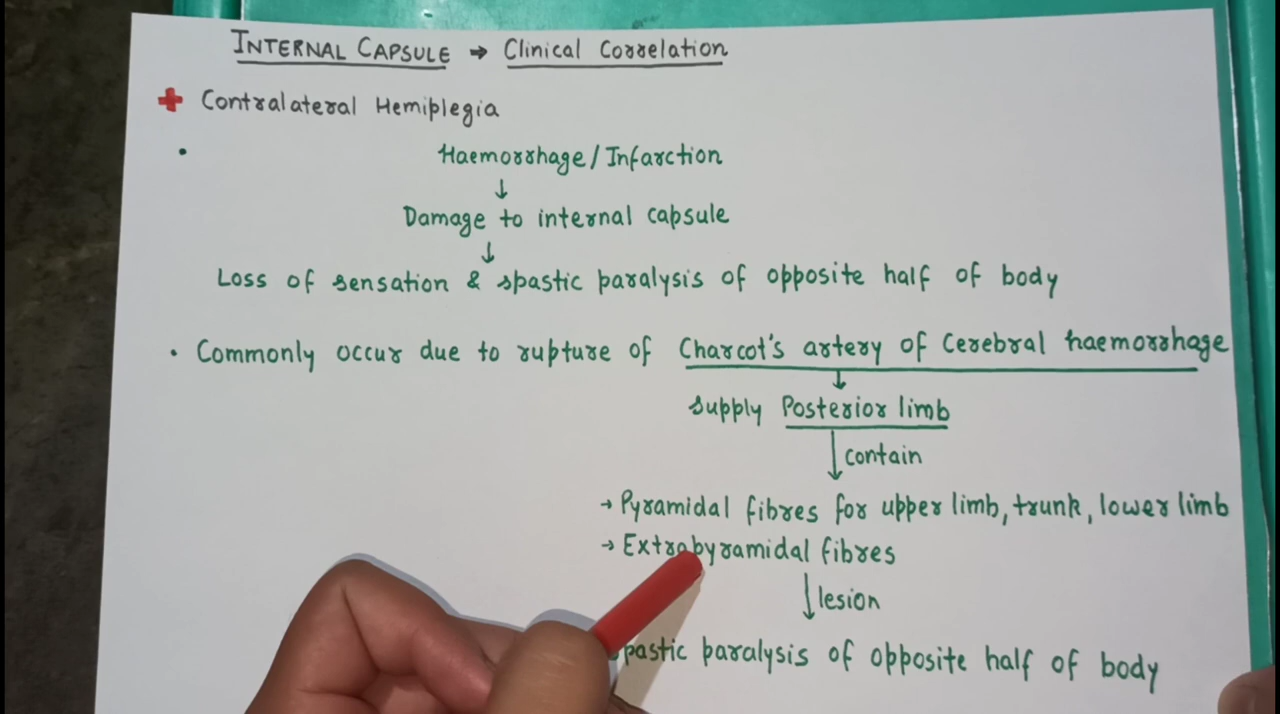 INTERNAL CAPSULE → Clinical Correlation
+ Contralateral Hemiplegia
• Haemorrhage/Infarction
↓
Damage to internal capsule
↓
Loss of sensation & spastic paralysis of opposite half of body
• Commonly occur due to rupture of Charcot's artery of Cerebral haemorrhage
↓
supply Posterior limb
↓ contain
→ Pyramidal fibres for upper limb, trunk, lower limb
→ Extrapyramidal fibres
↓ lesion
spastic paralysis of opposite half of body